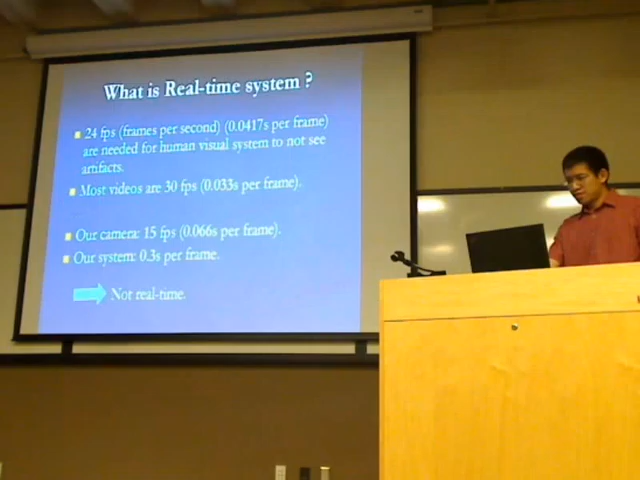 What is Real-time system ?
24 fps (frames per second) (0.0417s per frame)
are needed for human visual system to not see
artifacts.
Most videos are 30 fps (0.033s per frame).
Our camera: 15 fps (0.066s per frame).
Our system: 0.3s per frame.
Not real-time.